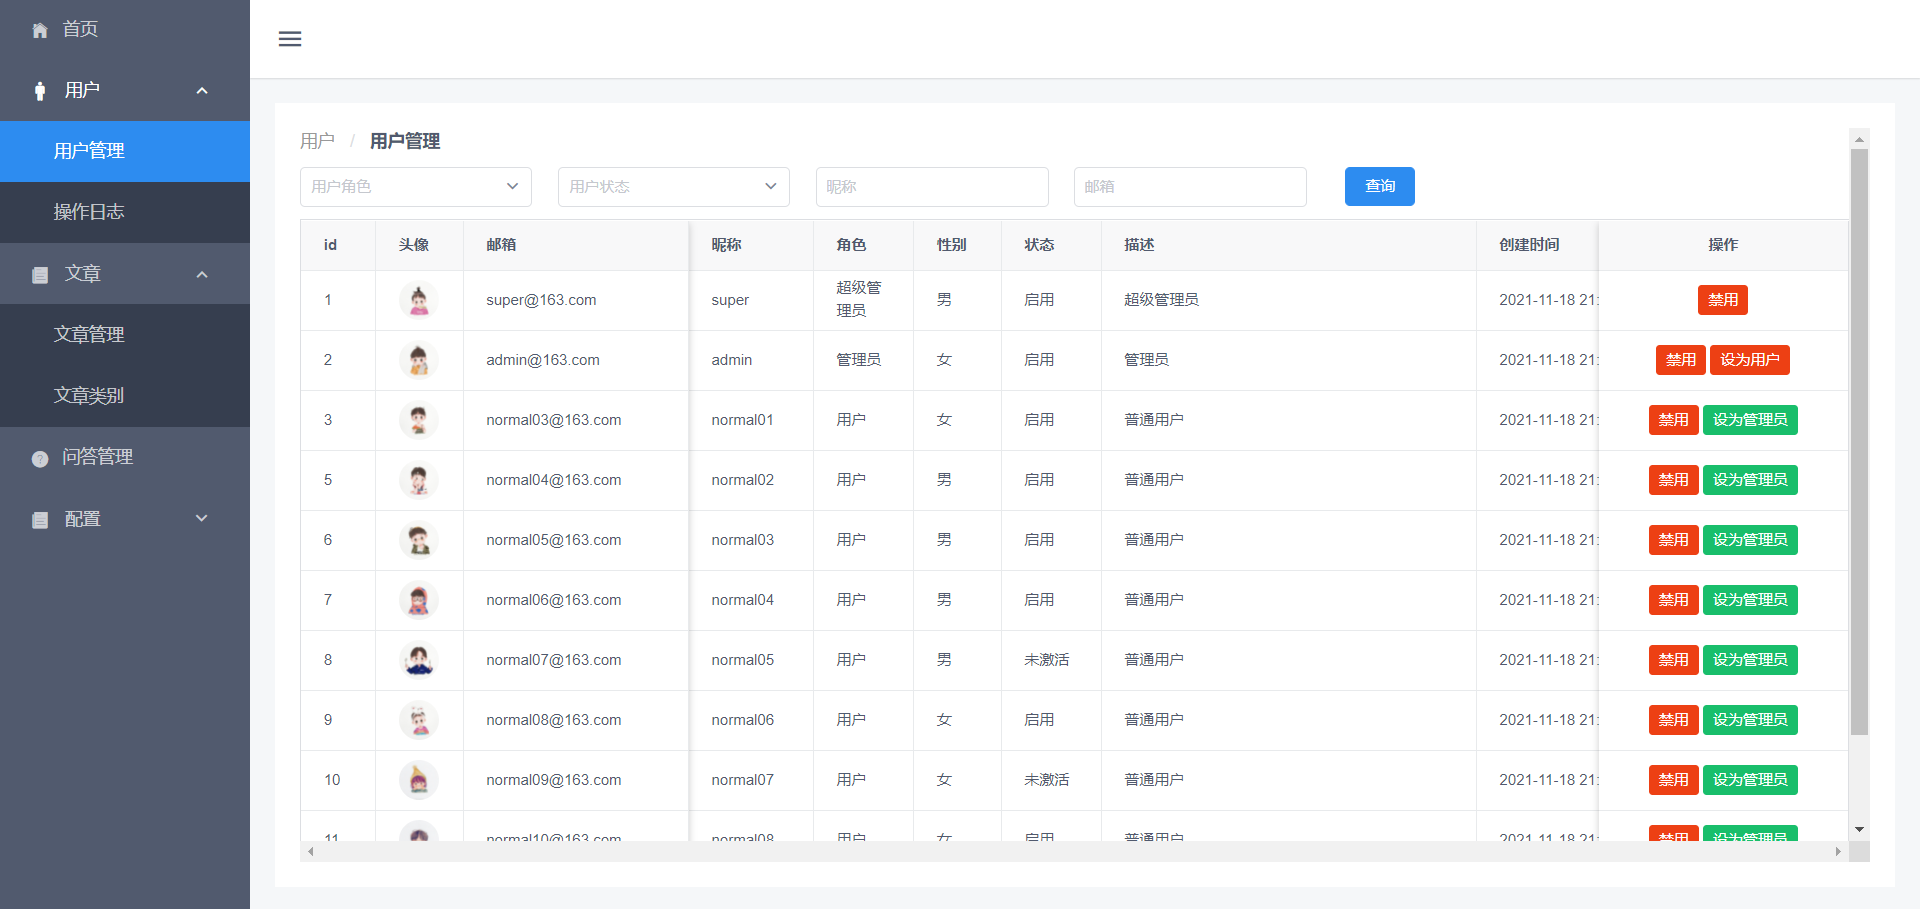 首页
用户
用户管理
操作日志
文章
文章管理
文章类别
问答管理
配置
用户 / 用户管理
用户角色 用户状态 昵称 邮箱 查询
id 头像 邮箱 昵称 角色 性别 状态 描述 创建时间 操作
1 super@163.com super 超级管理员 男 启用 超级管理员 2021-11-18 21: 禁用
2 admin@163.com admin 管理员 女 启用 管理员 2021-11-18 21: 禁用 设为用户
3 normal03@163.com normal01 用户 女 启用 普通用户 2021-11-18 21: 禁用 设为管理员
5 normal04@163.com normal02 用户 男 启用 普通用户 2021-11-18 21: 禁用 设为管理员
6 normal05@163.com normal03 用户 男 启用 普通用户 2021-11-18 21: 禁用 设为管理员
7 normal06@163.com normal04 用户 男 启用 普通用户 2021-11-18 21: 禁用 设为管理员
8 normal07@163.com normal05 用户 男 未激活 普通用户 2021-11-18 21: 禁用 设为管理员
9 normal08@163.com normal06 用户 女 启用 普通用户 2021-11-18 21: 禁用 设为管理员
10 normal09@163.com normal07 用户 女 未激活 普通用户 2021-11-18 21: 禁用 设为管理员
11 normal10@163.com normal08 用户 女 启用 普通用户 2021-11-18 21: 禁用 设为管理员